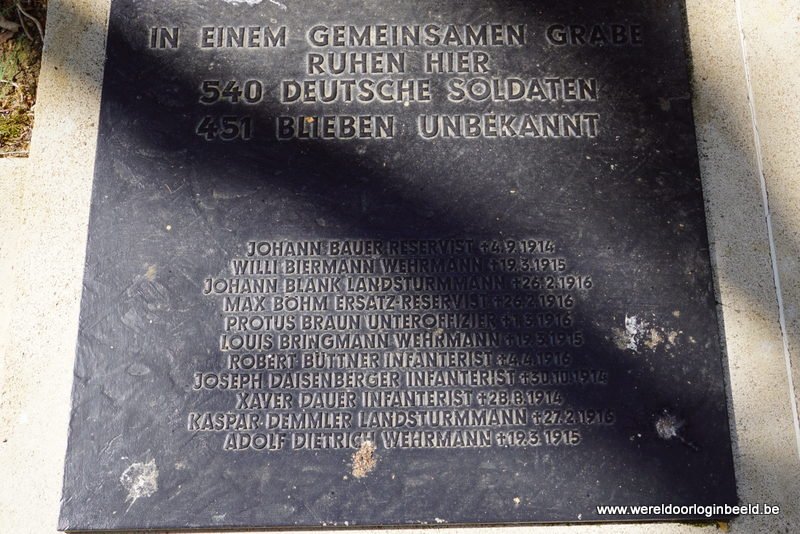 IN EINEM GEMEINSAMEN GRABE
RUHEN HIER
540 DEUTSCHE SOLDATEN
451 BLIEBEN UNBEKANNT
JOHANN BAUER RESERVIST +4.9.1914
WILLI BIERMANN WEHRMANN +19.3.1915
JOHANN BLANK LANDSTURMMANN +26.2.1916
MAX BÖHM ERSATZ-RESERVIST +26.2.1916
PROTUS BRAUN UNTEROFFIZIER +1.3.1916
LOUIS BRINGMANN WEHRMANN +19.3.1915
ROBERT BÜTTNER INFANTERIST +4.4.1916
JOSEPH DAISENBERGER INFANTERIST +30.10.1914
XAVER DAUER INFANTERIST +28.8.1914
KASPAR DEMMLER LANDSTURMMANN +27.2.1916
ADOLF DIETRICH WEHRMANN +19.3.1915
www.wereldoorloginbeeld.be